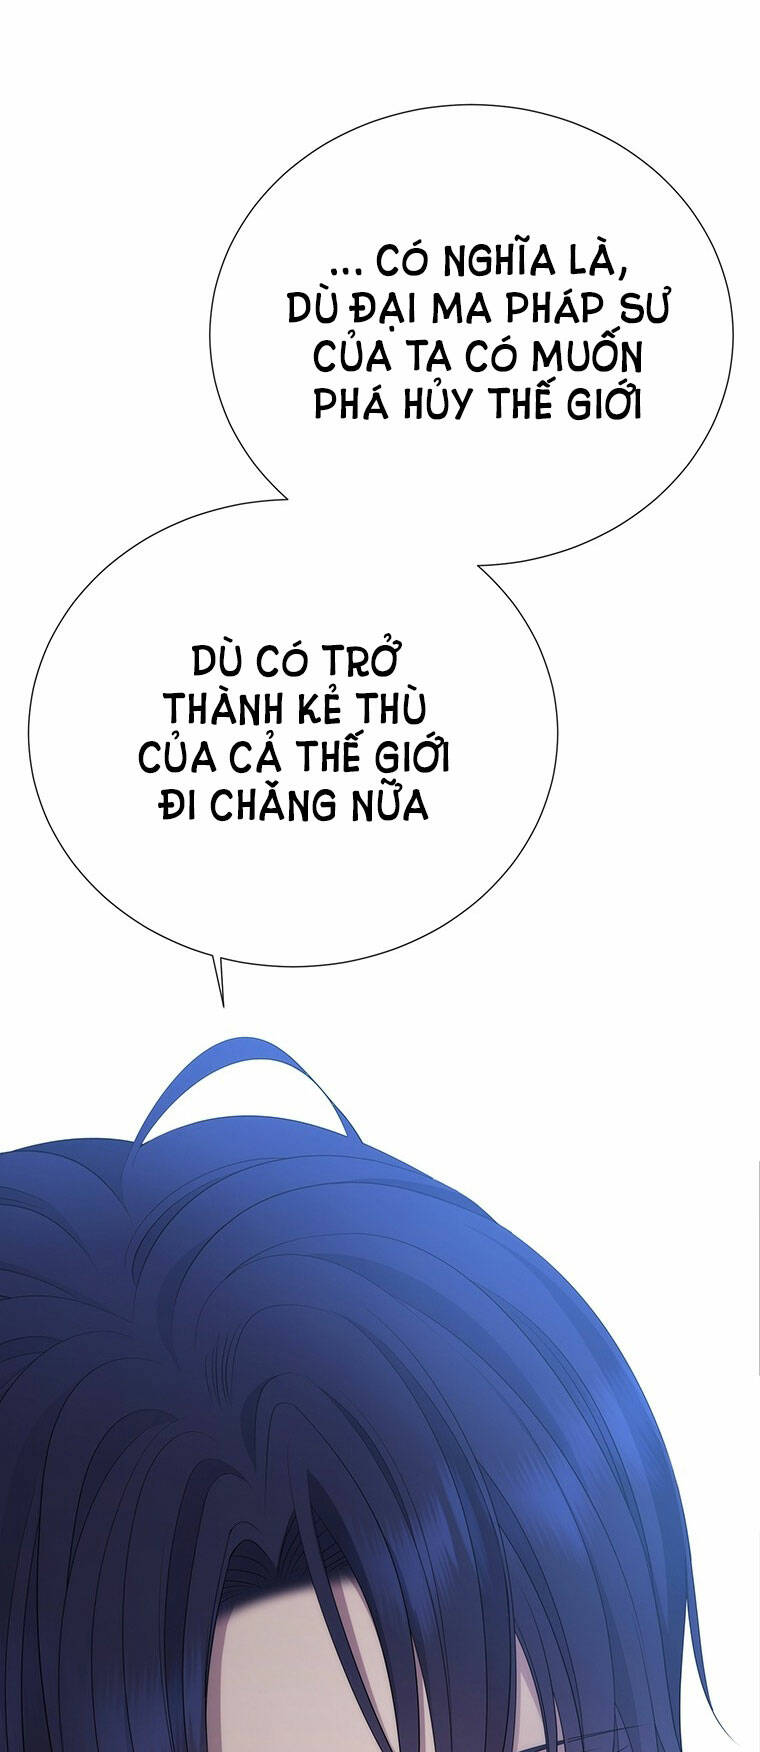 ... CÓ NGHĨA LÀ,
DÙ ĐẠI MA PHÁP SƯ
CỦA TA CÓ MUỐN
PHÁ HỦY THẾ GIỚI
DÙ CÓ TRỞ
THÀNH KẺ THÙ
CỦA CẢ THẾ GIỚI
ĐI CHĂNG NỮA